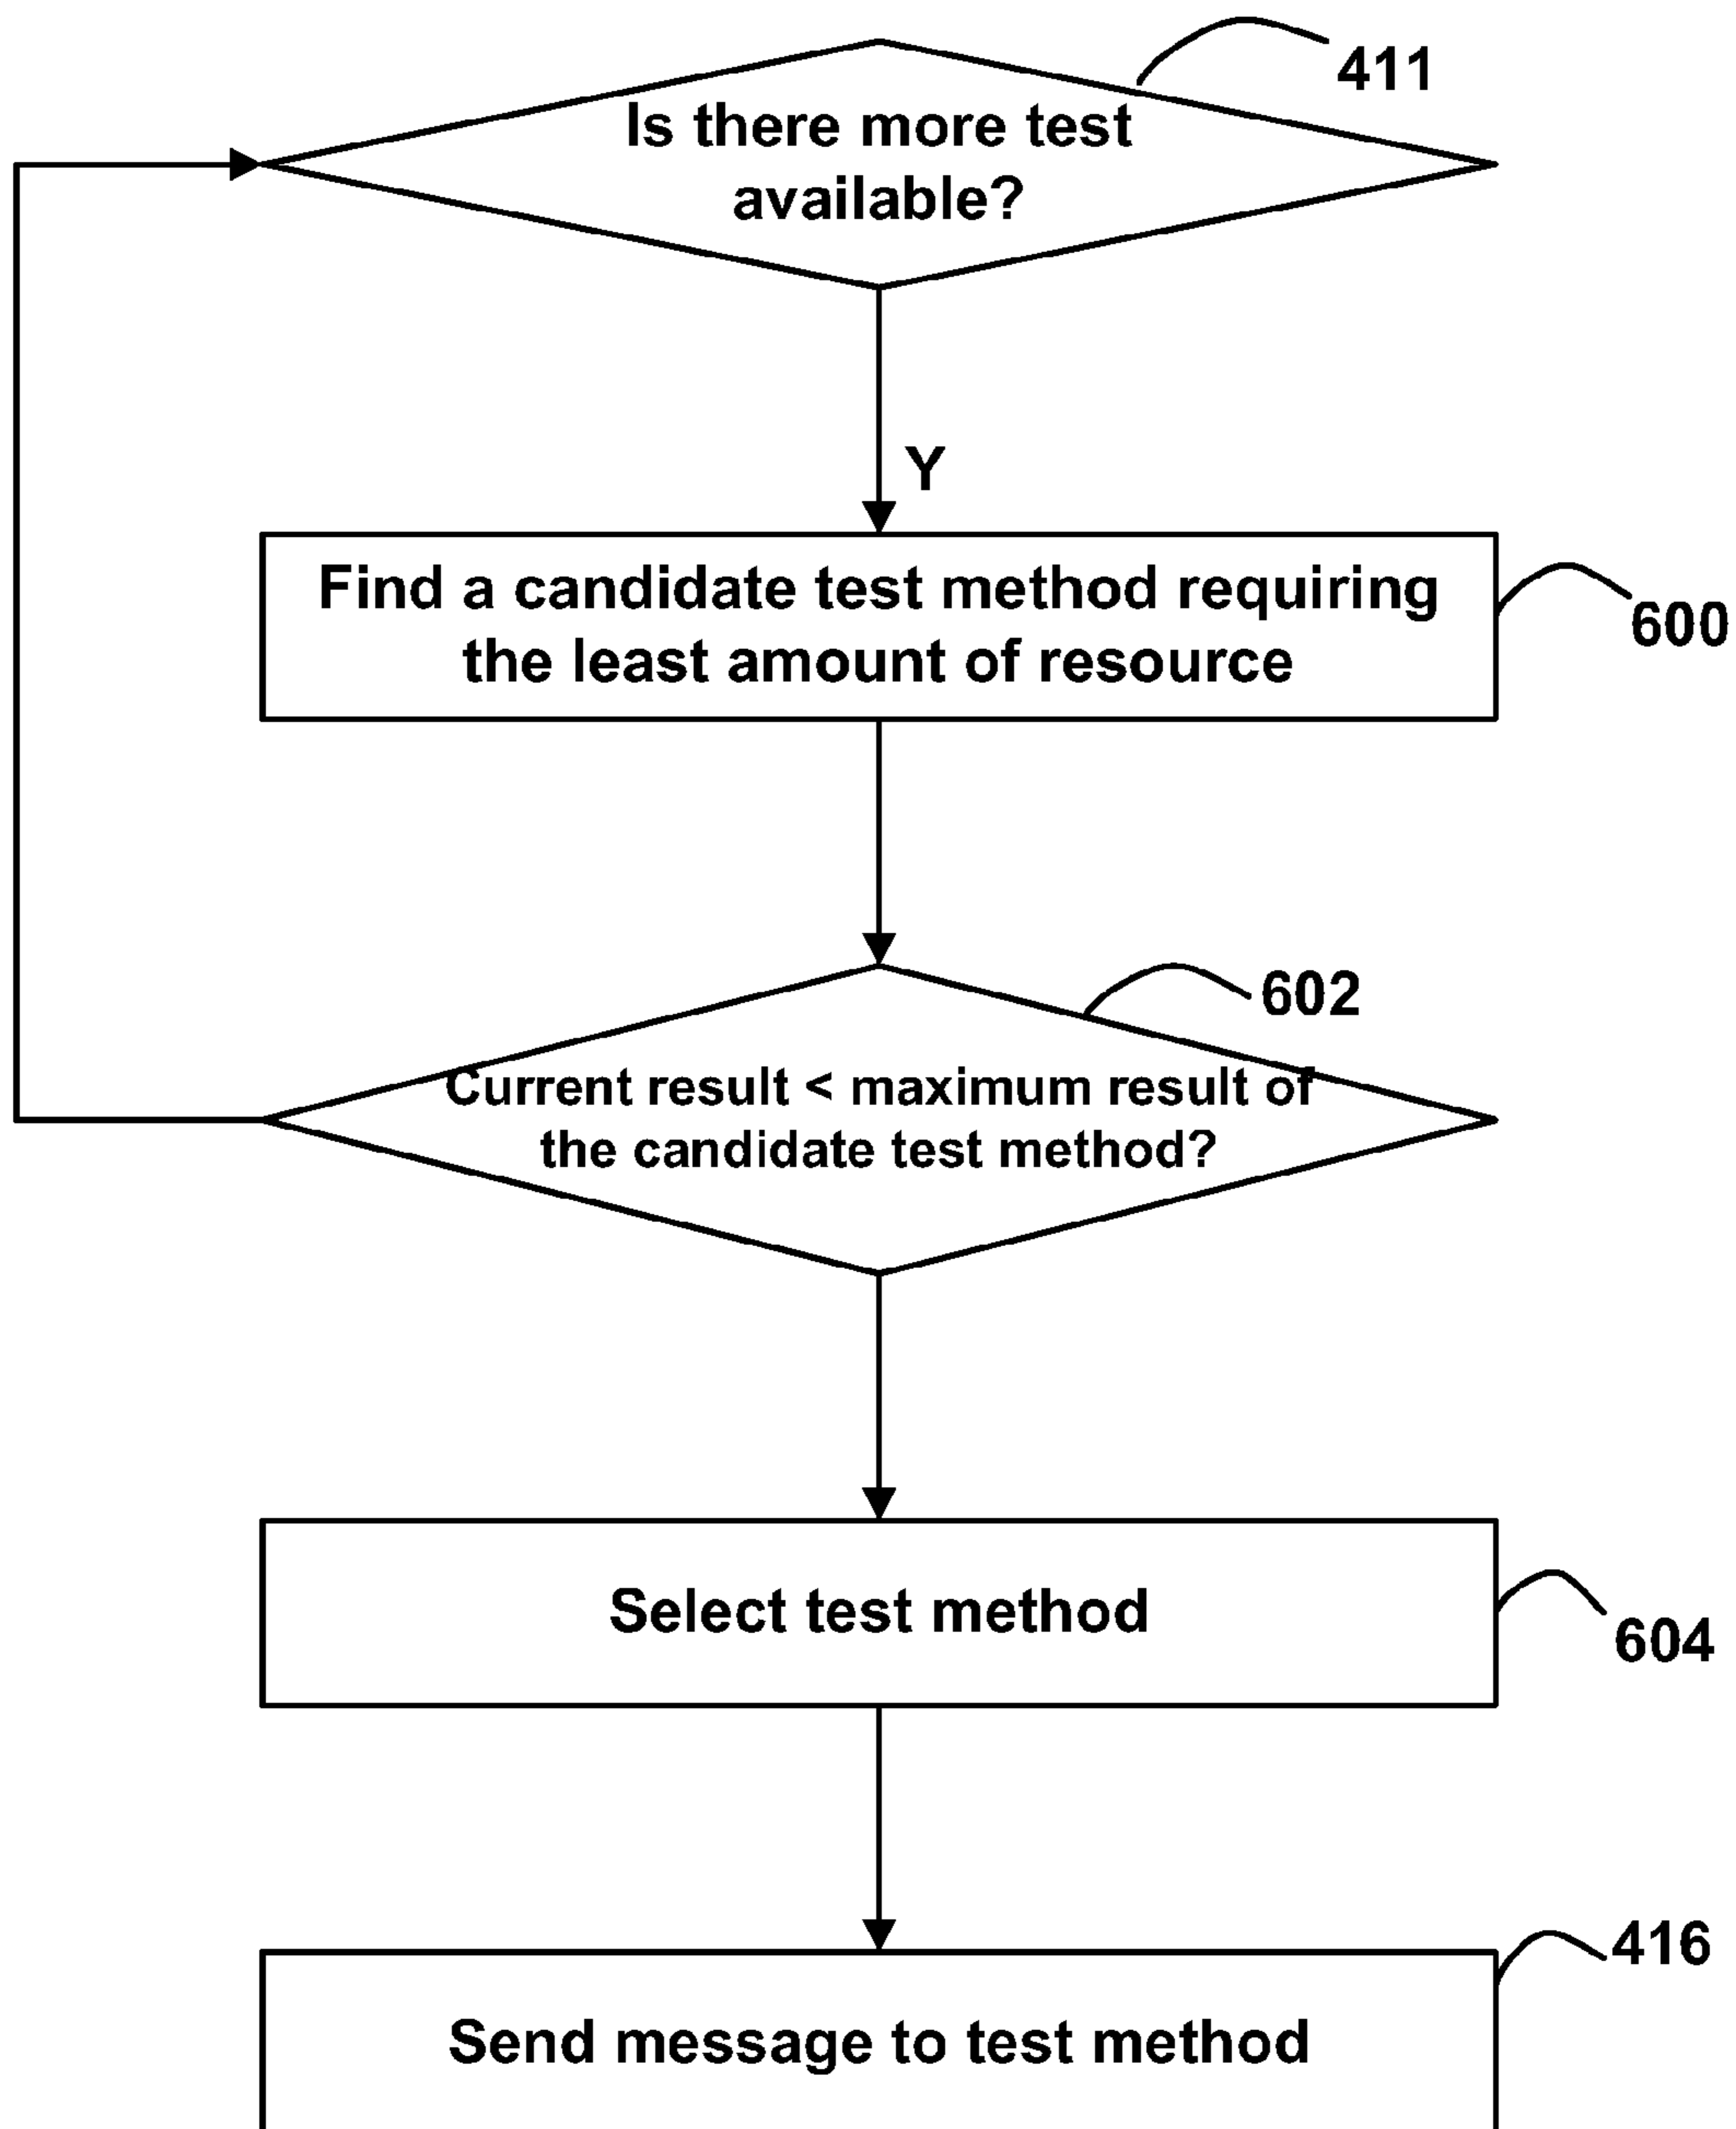 411
Is there more test
available?
Y
Find a candidate test method requiring
the least amount of resource
600
602
Current result < maximum result of
the candidate test method?
Select test method
604
416
Send message to test method